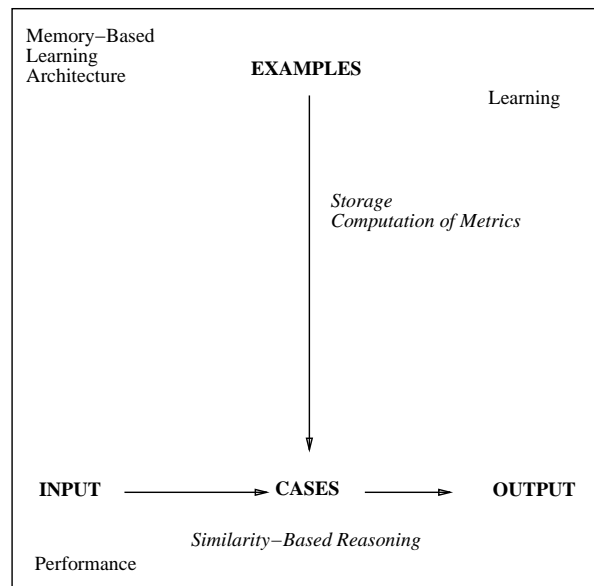 Memory−Based
Learning
Architecture
EXAMPLES
Learning
Storage
Computation of Metrics
INPUT
CASES
OUTPUT
Similarity−Based Reasoning
Performance